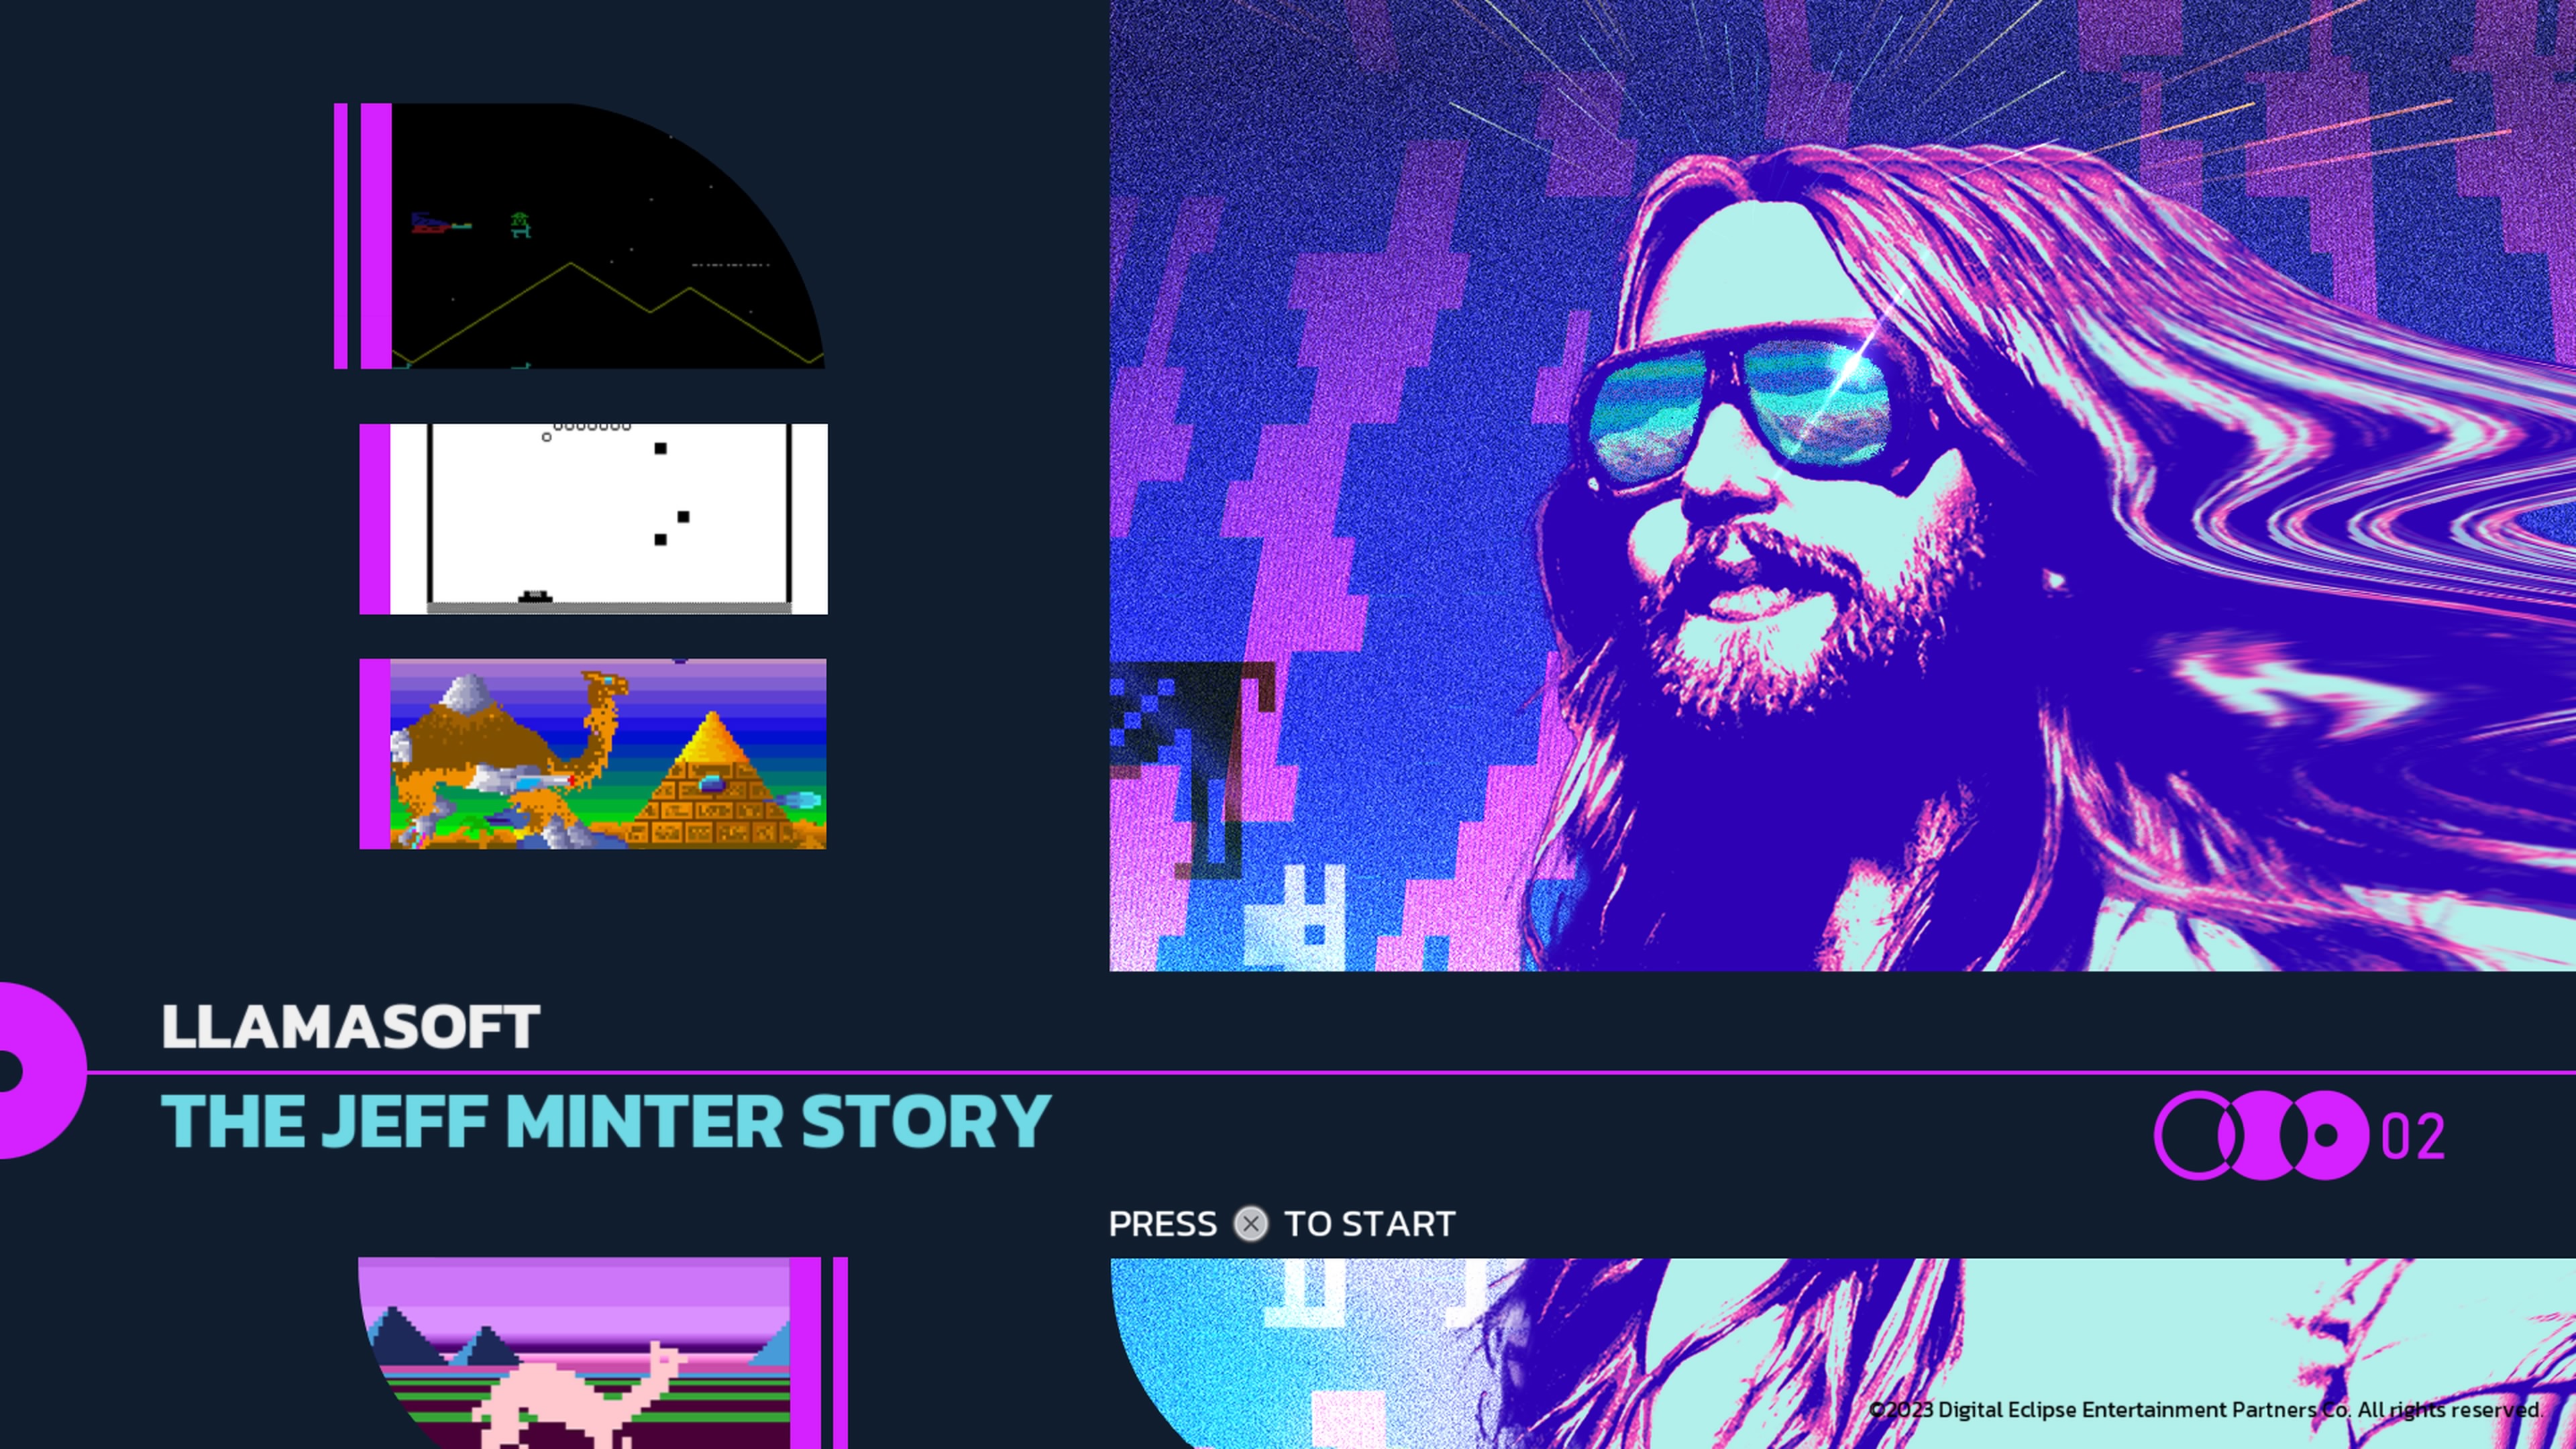 LLAMASOFT
THE JEFF MINTER STORY
02
PRESS ⊗ TO START
©2023 Digital Eclipse Entertainment Partners Co. All rights reserved.